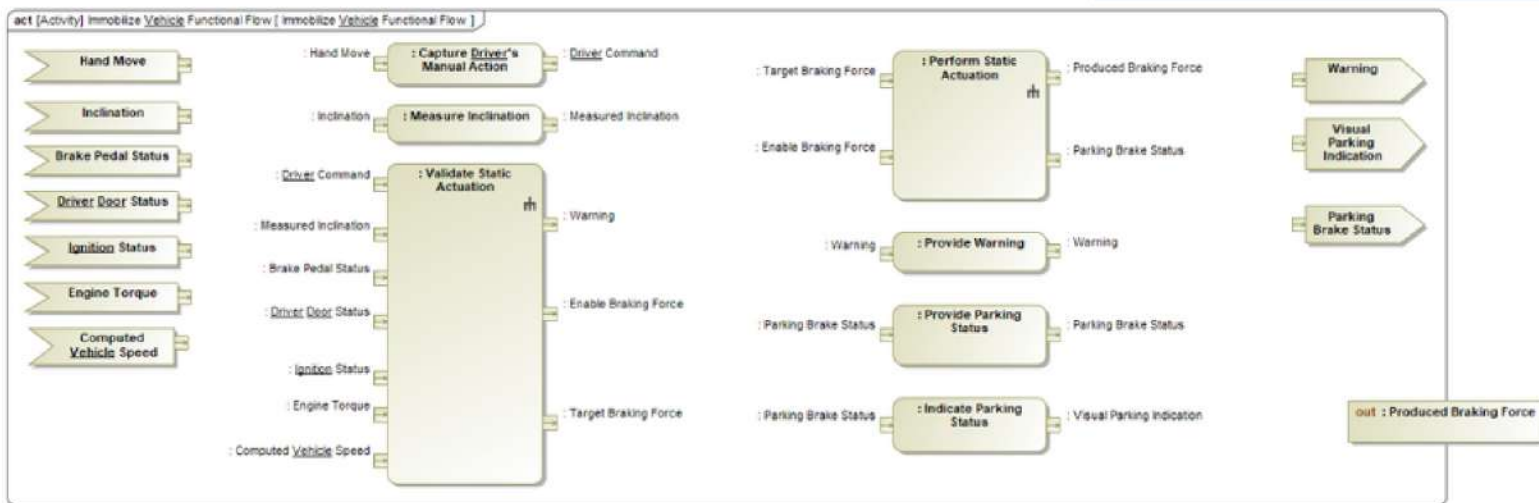 act [Activity] Immobilize Vehicle Functional Flow [ Immobilize Vehicle Functional Flow ]
Hand Move
Inclination
Brake Pedal Status
Driver Door Status
Ignition Status
Engine Torque
Computed
Vehicle Speed
: Hand Move
: Capture Driver's
Manual Action
: Driver Command
: Inclination
: Measure Inclination
: Measured Inclination
: Driver Command
: Measured Inclination
: Brake Pedal Status
: Driver Door Status
: Ignition Status
: Engine Torque
: Computed Vehicle Speed
: Validate Static
Actuation
: Warning
: Enable Braking Force
: Target Braking Force
: Target Braking Force
: Enable Braking Force
: Perform Static
Actuation
: Produced Braking Force
: Parking Brake Status
: Warning
: Provide Warning
: Warning
: Parking Brake Status
: Provide Parking
Status
: Parking Brake Status
: Parking Brake Status
: Indicate Parking
Status
: Visual Parking Indication
Warning
Visual
Parking
Indication
Parking
Brake Status
out : Produced Braking Force